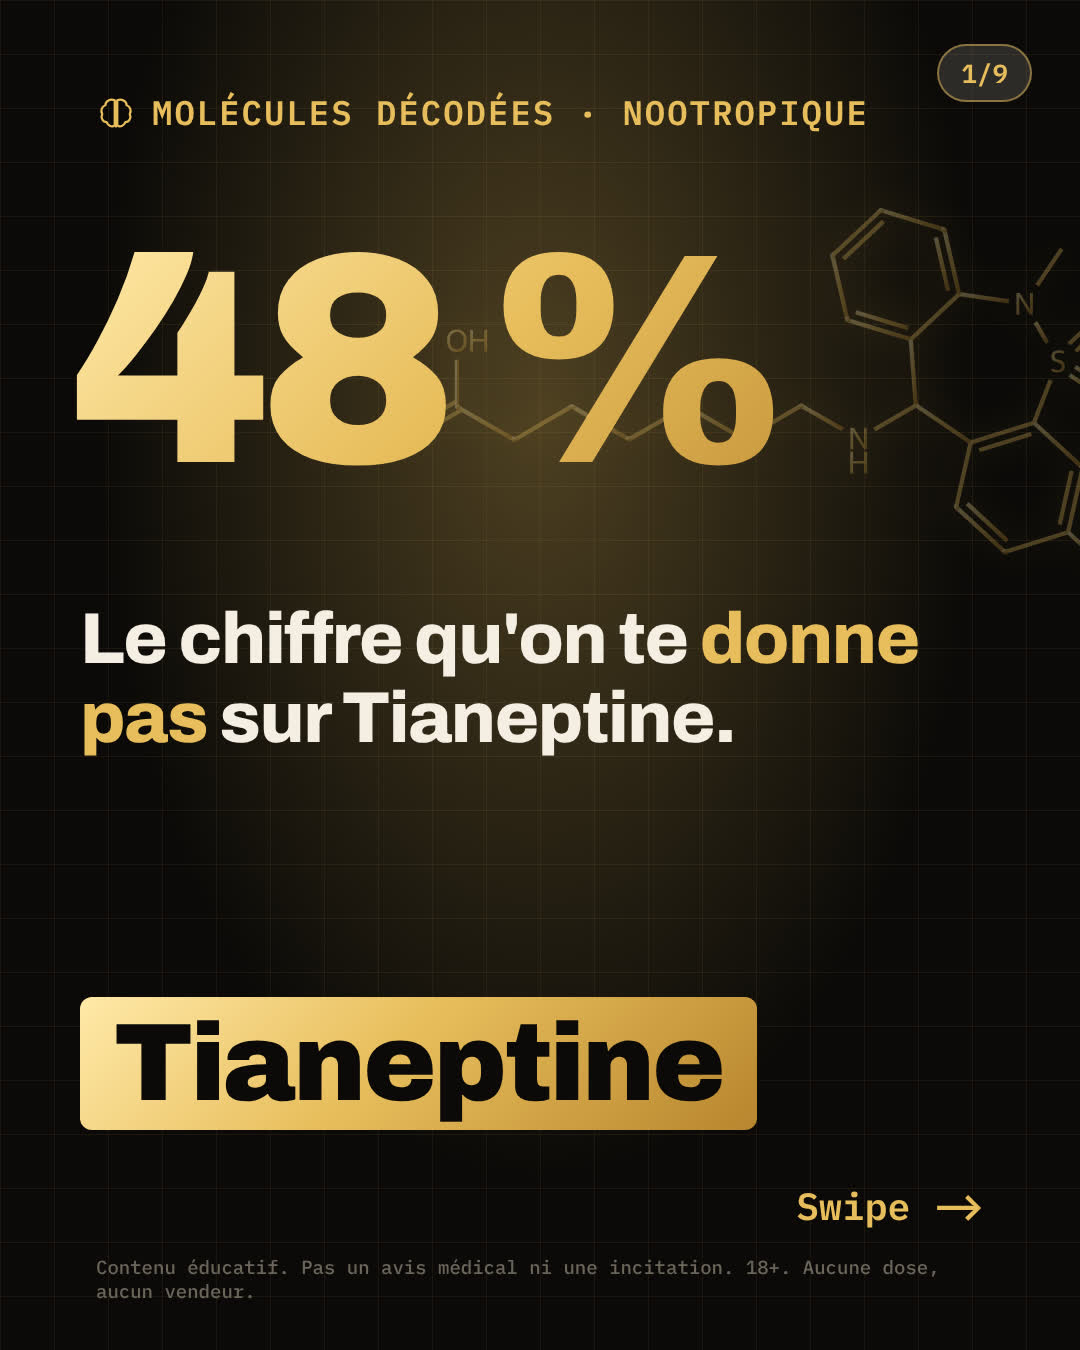 1/9
MOLÉCULES DÉCODÉES · NOOTROPIQUE
48 %
OH
N
S
N
H
Le chiffre qu'on te donne
pas sur Tianeptine.
Tianeptine
Swipe →
Contenu éducatif. Pas un avis médical ni une incitation. 18+. Aucune dose,
aucun vendeur.